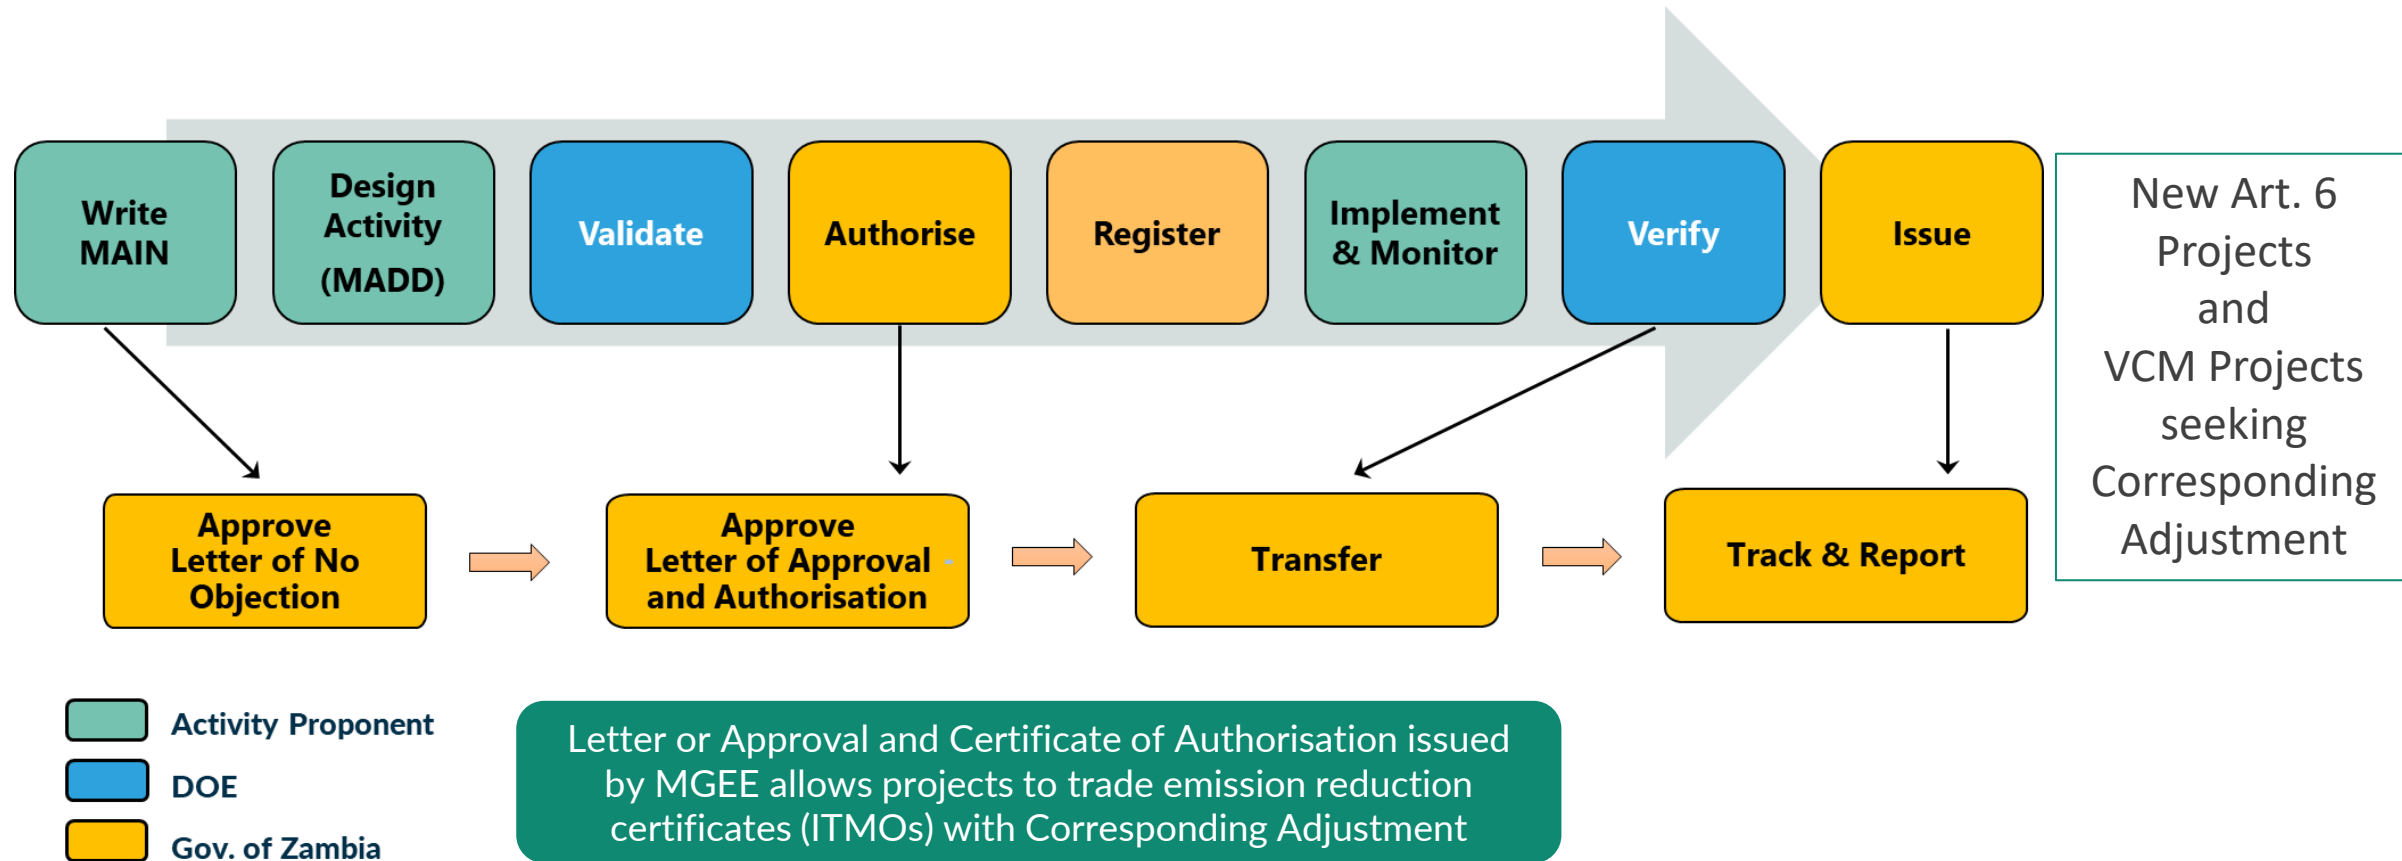 Write
MAIN
Design
Activity
(MADD)
Validate
Authorise
Register
Implement
& Monitor
Verify
Issue
New Art. 6
Projects
and
VCM Projects
seeking
Corresponding
Adjustment
Approve
Letter of No
Objection
Approve
Letter of Approval -
and Authorisation
Transfer
Track & Report
Activity Proponent
DOE
Gov. of Zambia
Letter or Approval and Certificate of Authorisation issued
by MGEE allows projects to trade emission reduction
certificates (ITMOs) with Corresponding Adjustment